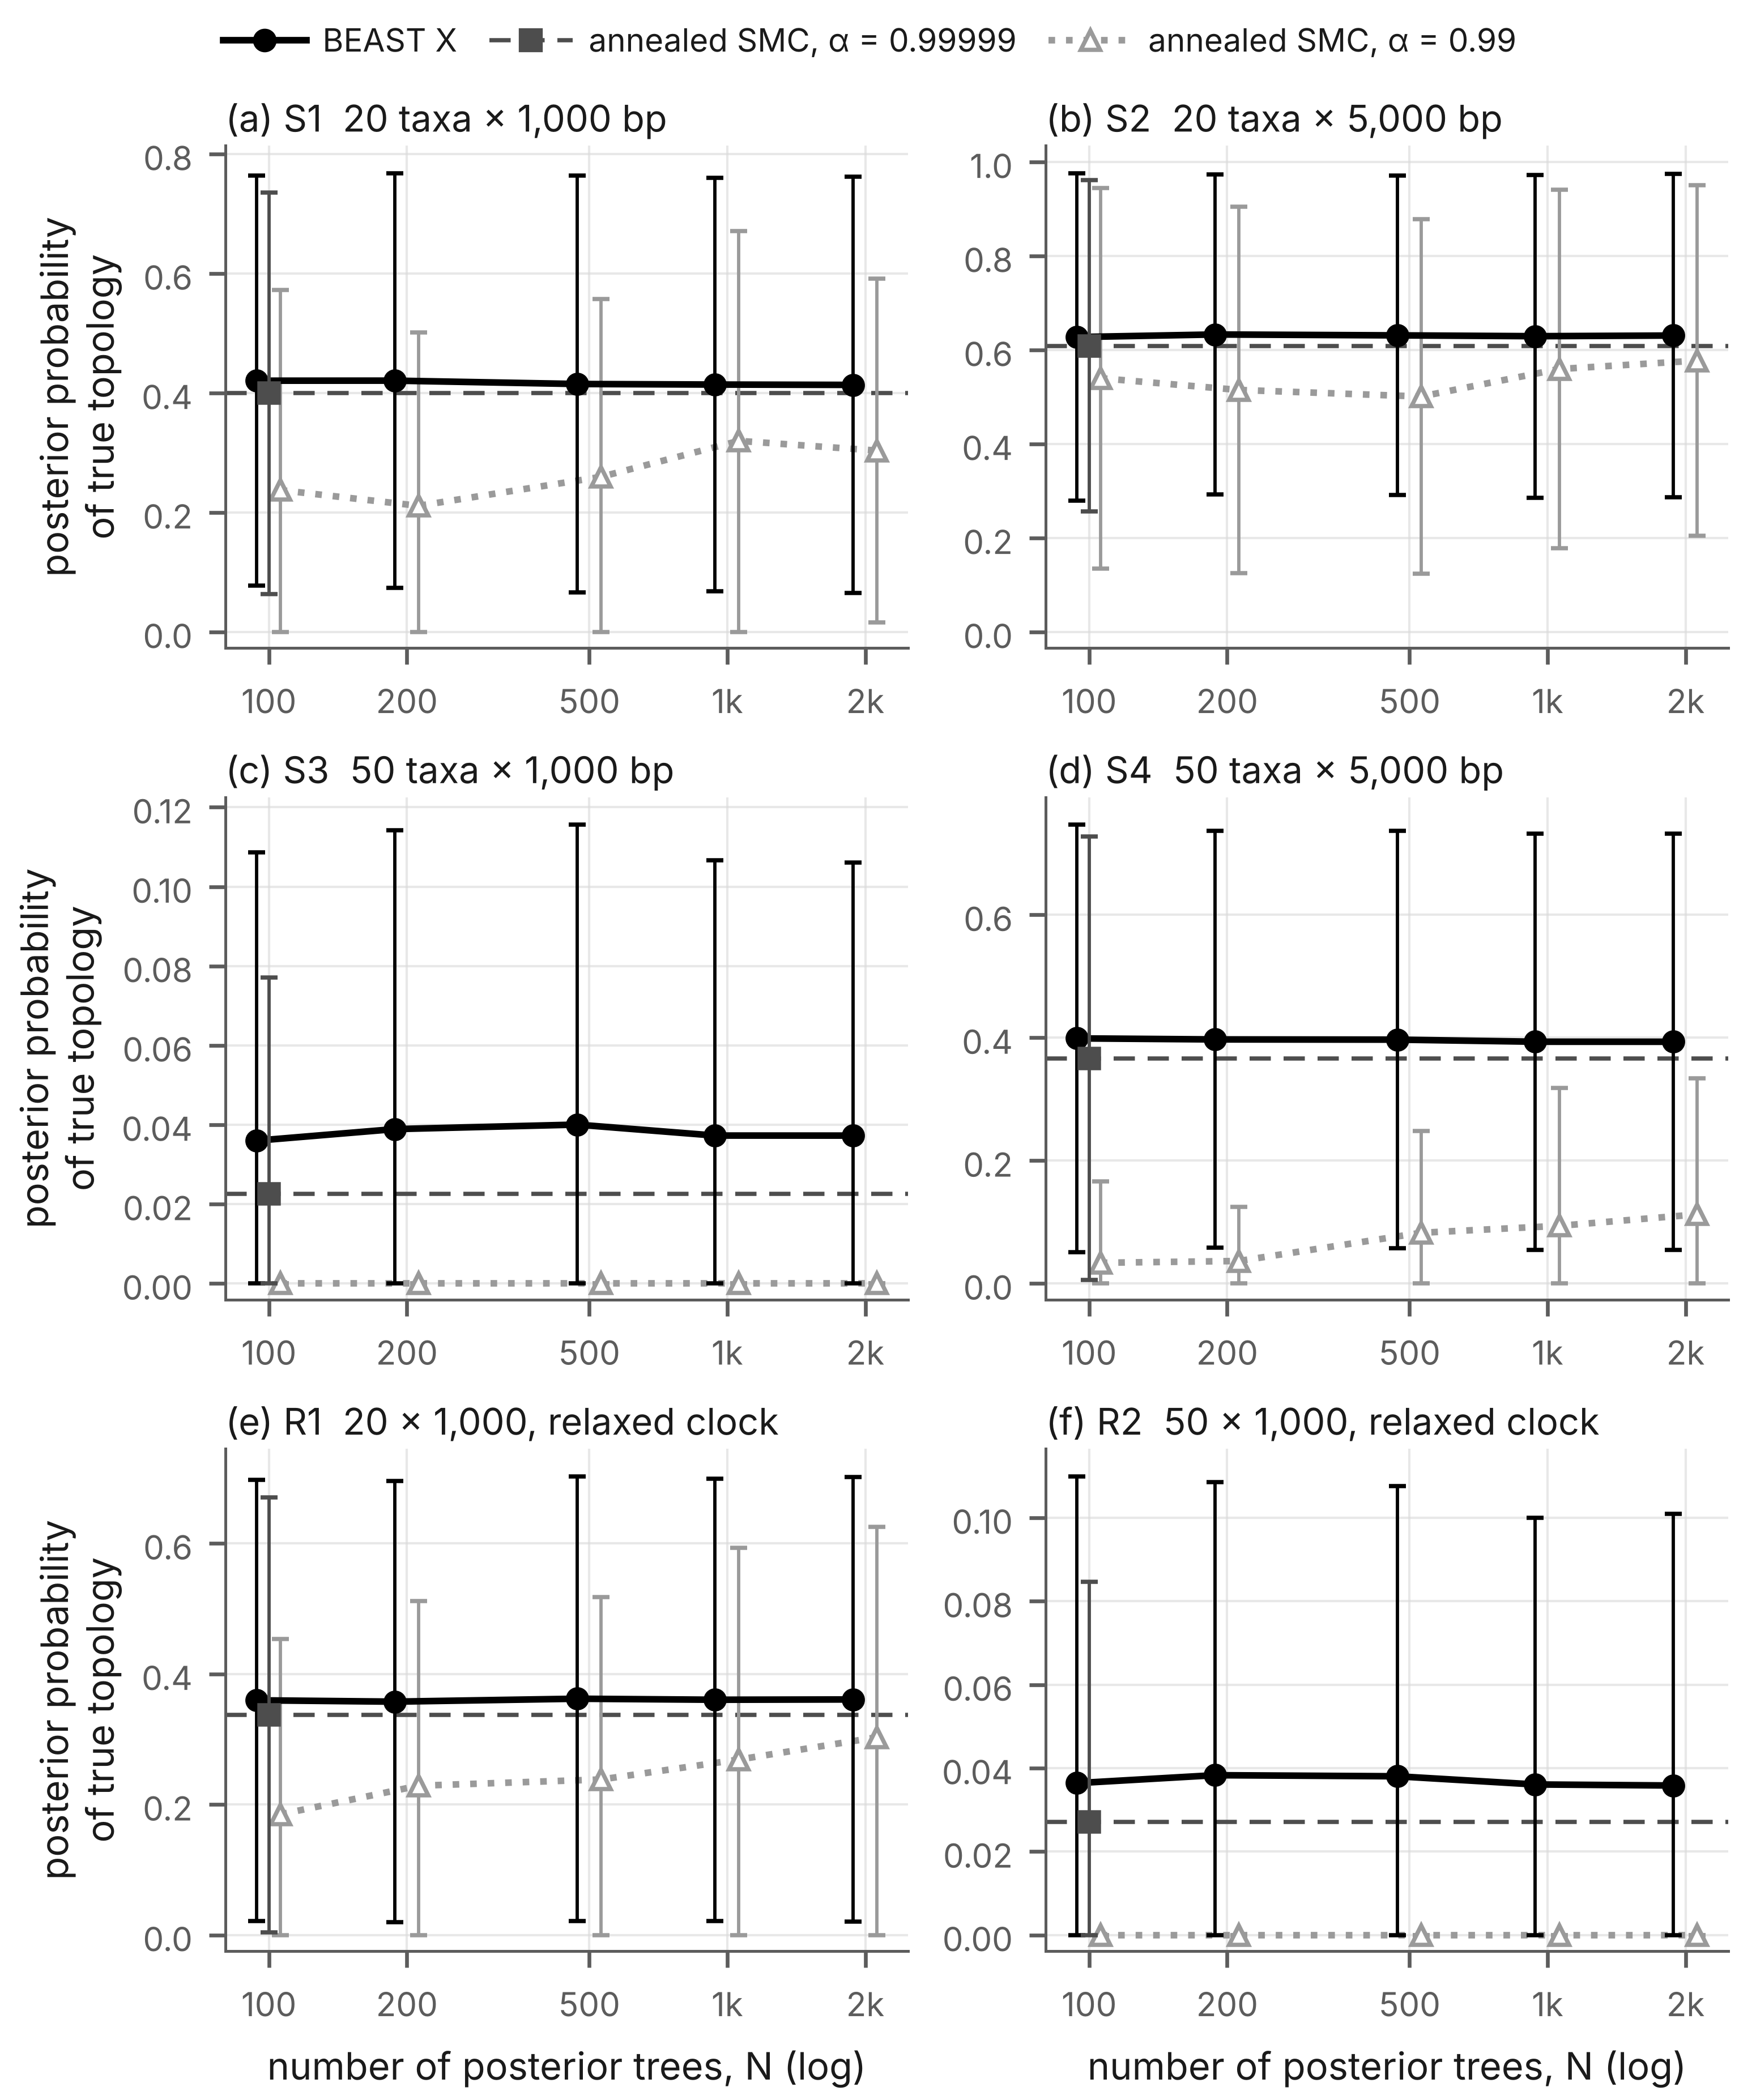 BEAST X annealed SMC, α = 0.99999 annealed SMC, α = 0.99
(a) S1 20 taxa × 1,000 bp
0.8
0.6
0.4
0.2
0.0
posterior probability
of true topology
100 200 500 1k 2k
(b) S2 20 taxa × 5,000 bp
1.0
0.8
0.6
0.4
0.2
0.0
100 200 500 1k 2k
(c) S3 50 taxa × 1,000 bp
0.12
0.10
0.08
0.06
0.04
0.02
0.00
posterior probability
of true topology
100 200 500 1k 2k
(d) S4 50 taxa × 5,000 bp
0.6
0.4
0.2
0.0
100 200 500 1k 2k
(e) R1 20 × 1,000, relaxed clock
0.6
0.4
0.2
0.0
posterior probability
of true topology
100 200 500 1k 2k
number of posterior trees, N (log)
(f) R2 50 × 1,000, relaxed clock
0.10
0.08
0.06
0.04
0.02
0.00
100 200 500 1k 2k
number of posterior trees, N (log)